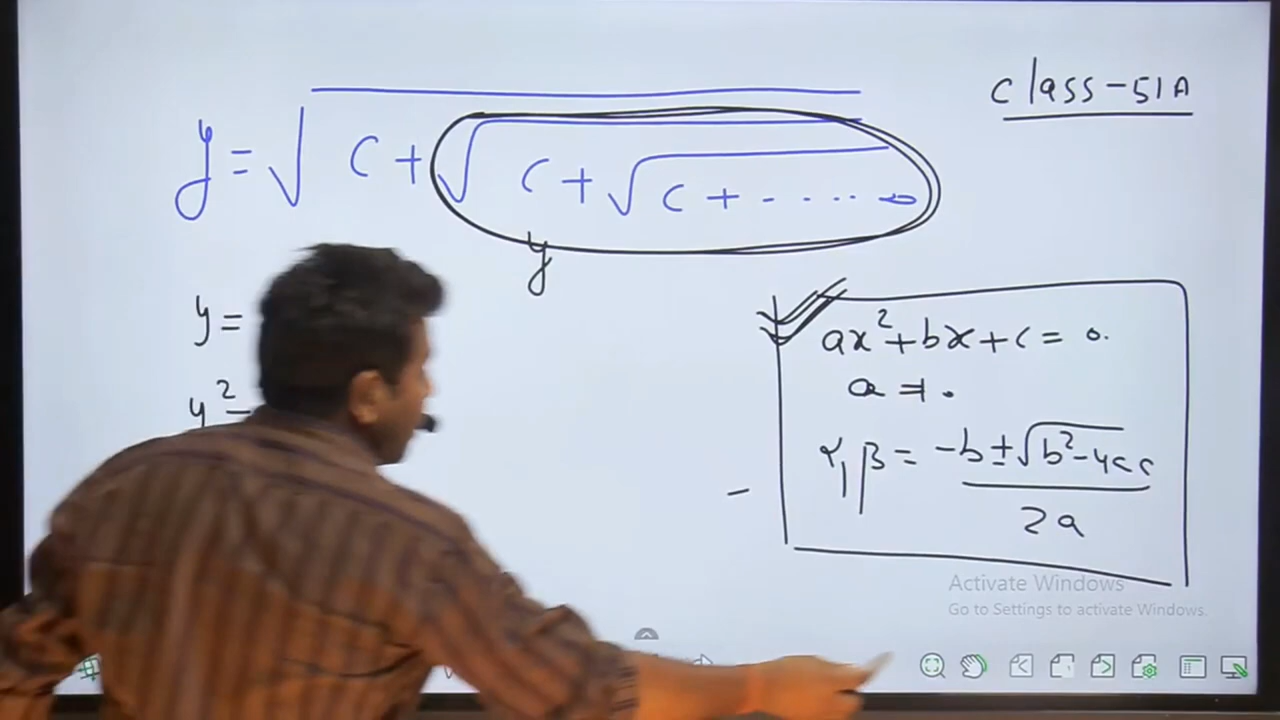 class-51A
y = √ c + √ c + √ c + ..... ∞
y
y =
y² =
ax²+bx+c = 0.
a ≠ 0
α, β = -b ± √b²-4ac
2a
Activate Windows
Go to Settings to activate Windows.